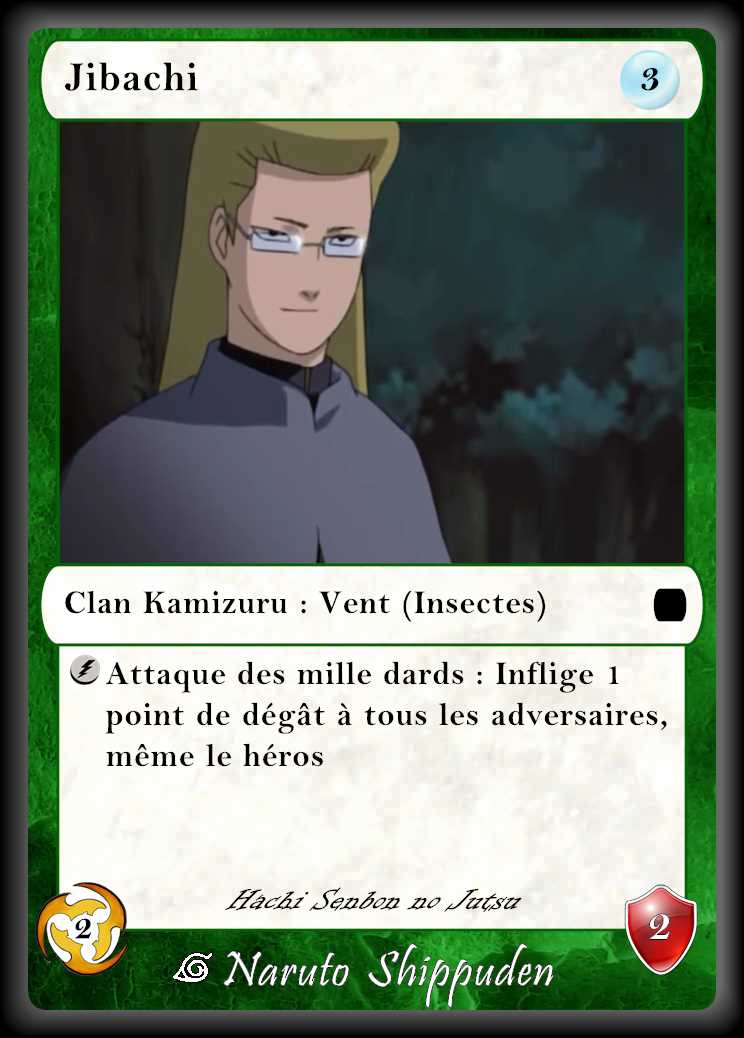 Jibachi
3
Clan Kamizuru : Vent (Insectes)
Attaque des mille dards : Inflige 1
point de dégât à tous les adversaires,
même le héros
Hachi Senbon no Jutsu
2
2
Naruto Shippuden